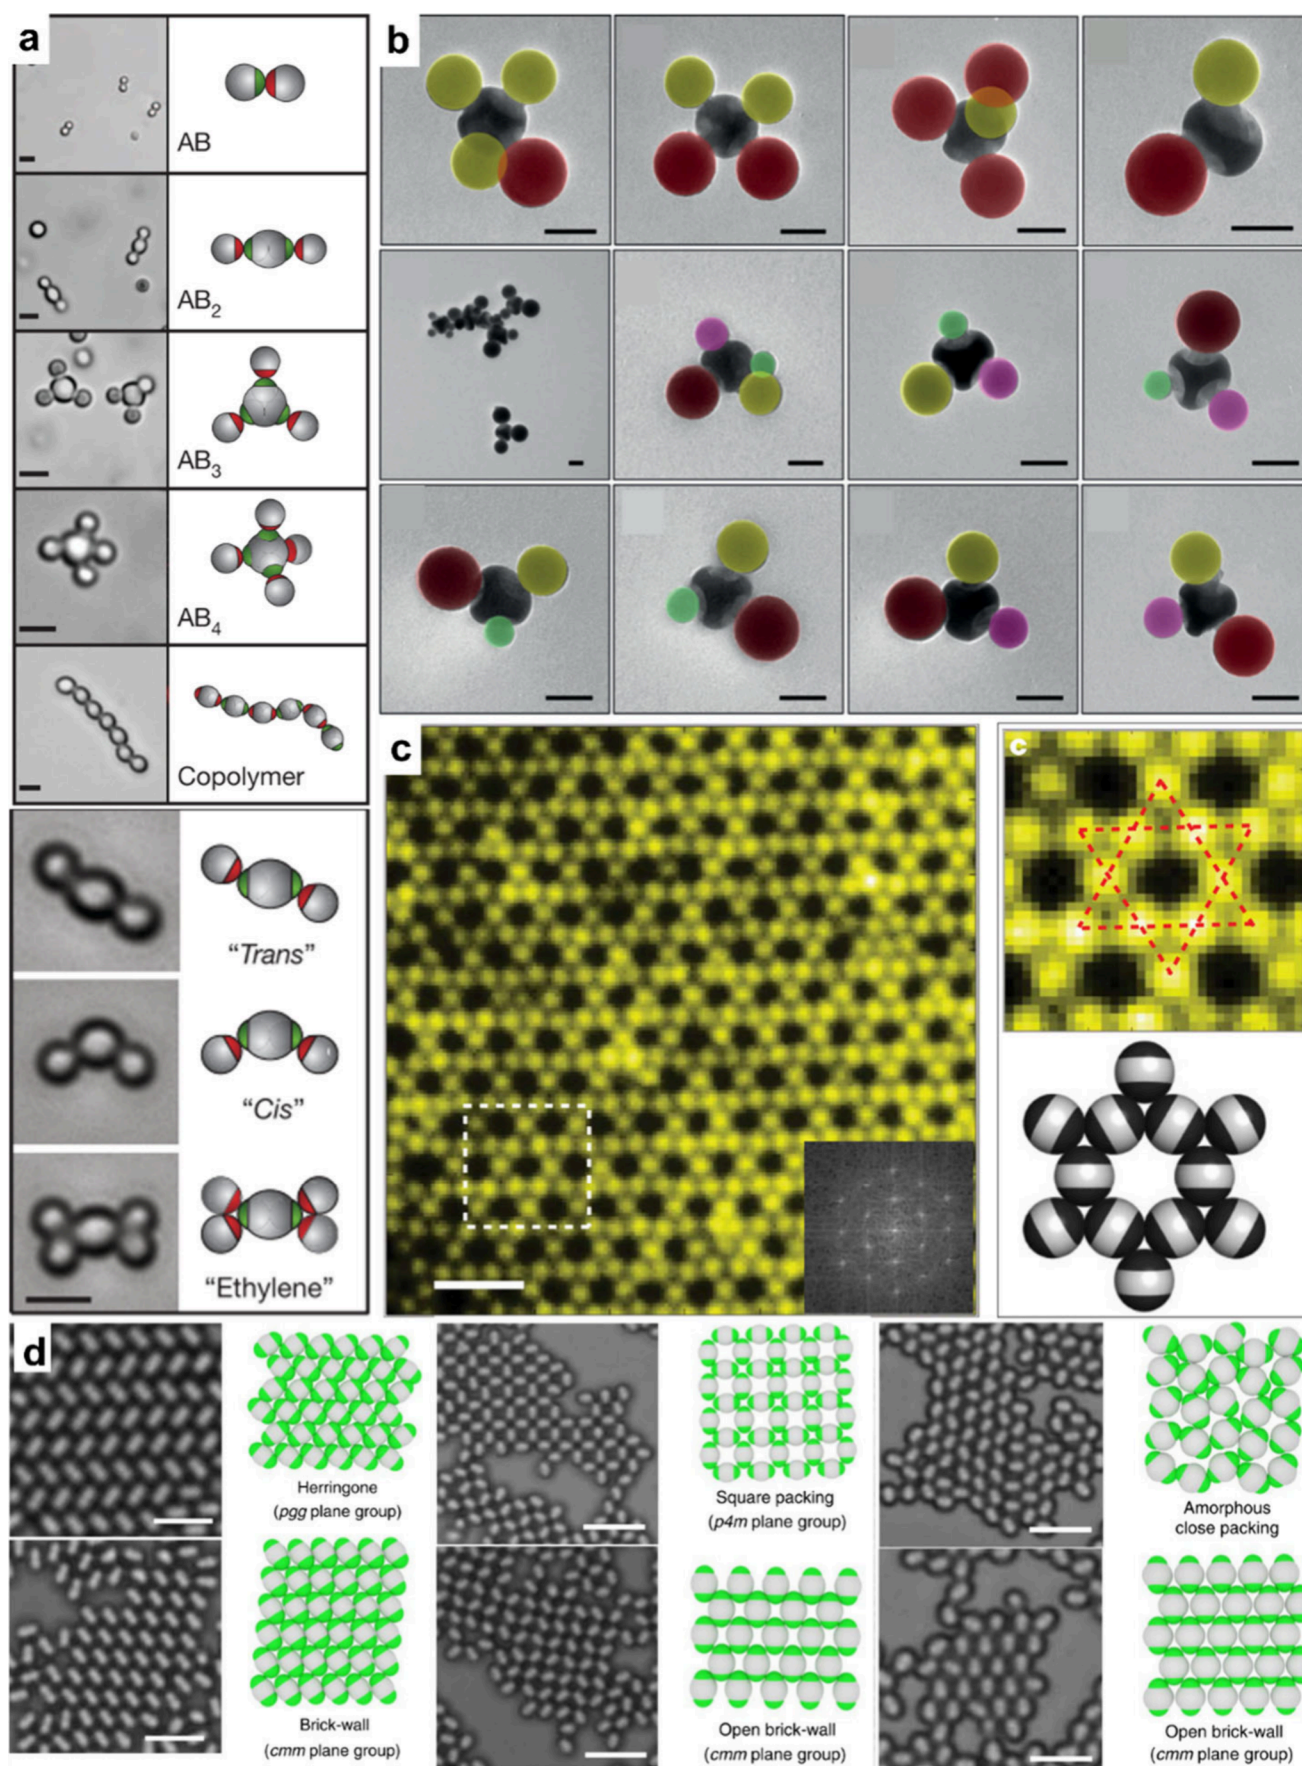 a
AB
AB2
AB3
AB4
Copolymer
"Trans"
"Cis"
"Ethylene"
b
c
c
d
Herringone
(pgg plane group)
Square packing
(p4m plane group)
Amorphous
close packing
Brick-wall
(cmm plane group)
Open brick-wall
(cmm plane group)
Open brick-wall
(cmm plane group)